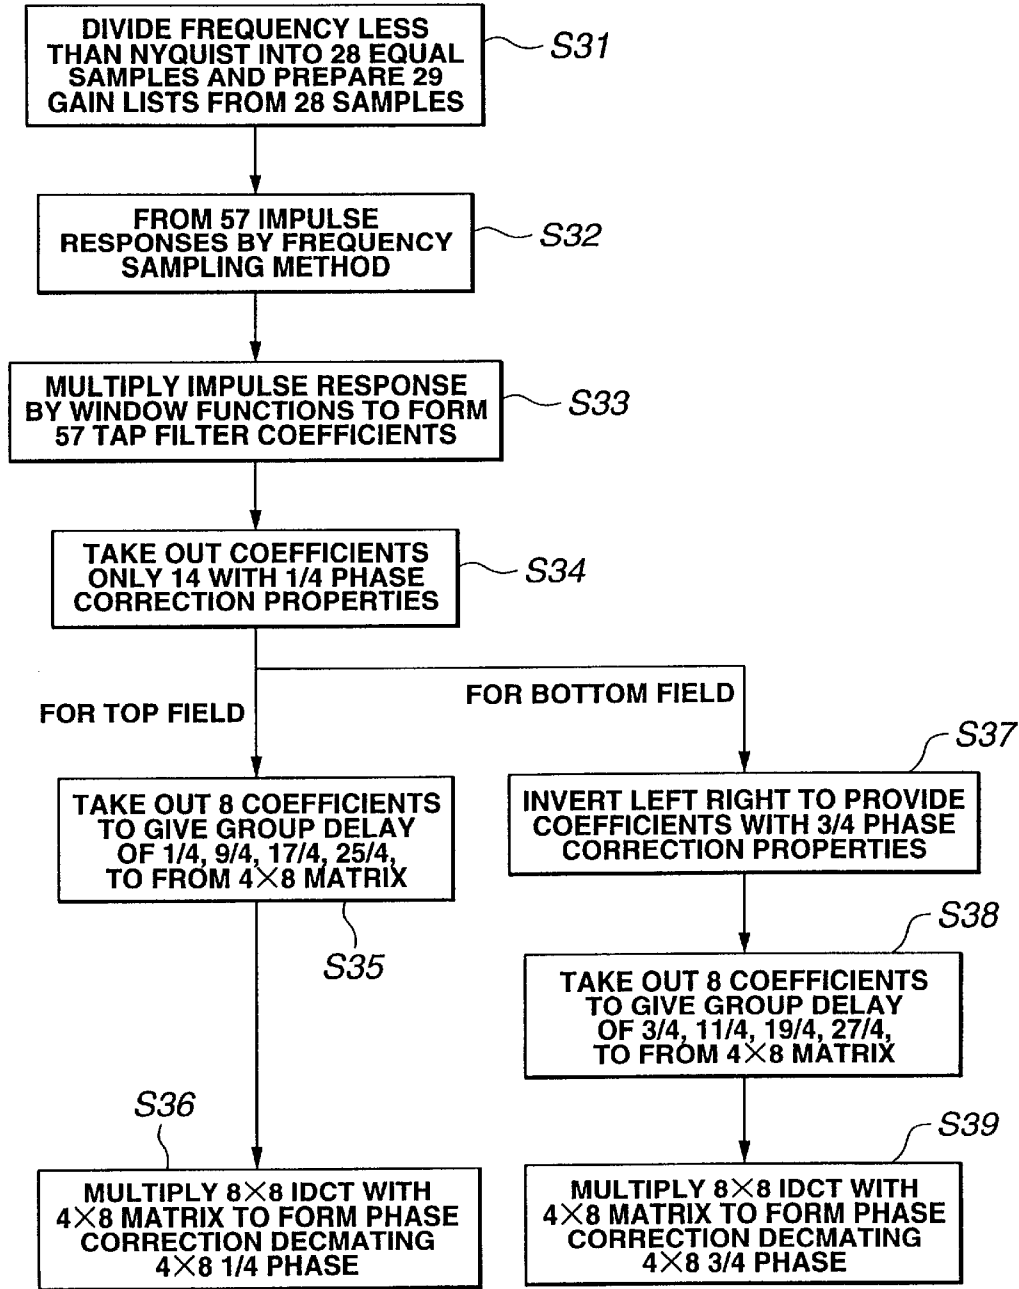 DIVIDE FREQUENCY LESS
THAN NYQUIST INTO 28 EQUAL
SAMPLES AND PREPARE 29
GAIN LISTS FROM 28 SAMPLES
S31
FROM 57 IMPULSE
RESPONSES BY FREQUENCY
SAMPLING METHOD
S32
MULTIPLY IMPULSE RESPONSE
BY WINDOW FUNCTIONS TO FORM
57 TAP FILTER COEFFICIENTS
S33
TAKE OUT COEFFICIENTS
ONLY 14 WITH 1/4 PHASE
CORRECTION PROPERTIES
S34
FOR TOP FIELD
FOR BOTTOM FIELD
TAKE OUT 8 COEFFICIENTS
TO GIVE GROUP DELAY
OF 1/4, 9/4, 17/4, 25/4,
TO FROM 4×8 MATRIX
S35
S36
MULTIPLY 8×8 IDCT WITH
4×8 MATRIX TO FORM PHASE
CORRECTION DECMATING
4×8 1/4 PHASE
S37
INVERT LEFT RIGHT TO PROVIDE
COEFFICIENTS WITH 3/4 PHASE
CORRECTION PROPERTIES
S38
TAKE OUT 8 COEFFICIENTS
TO GIVE GROUP DELAY
OF 3/4, 11/4, 19/4, 27/4,
TO FROM 4×8 MATRIX
S39
MULTIPLY 8×8 IDCT WITH
4×8 MATRIX TO FORM PHASE
CORRECTION DECMATING
4×8 3/4 PHASE